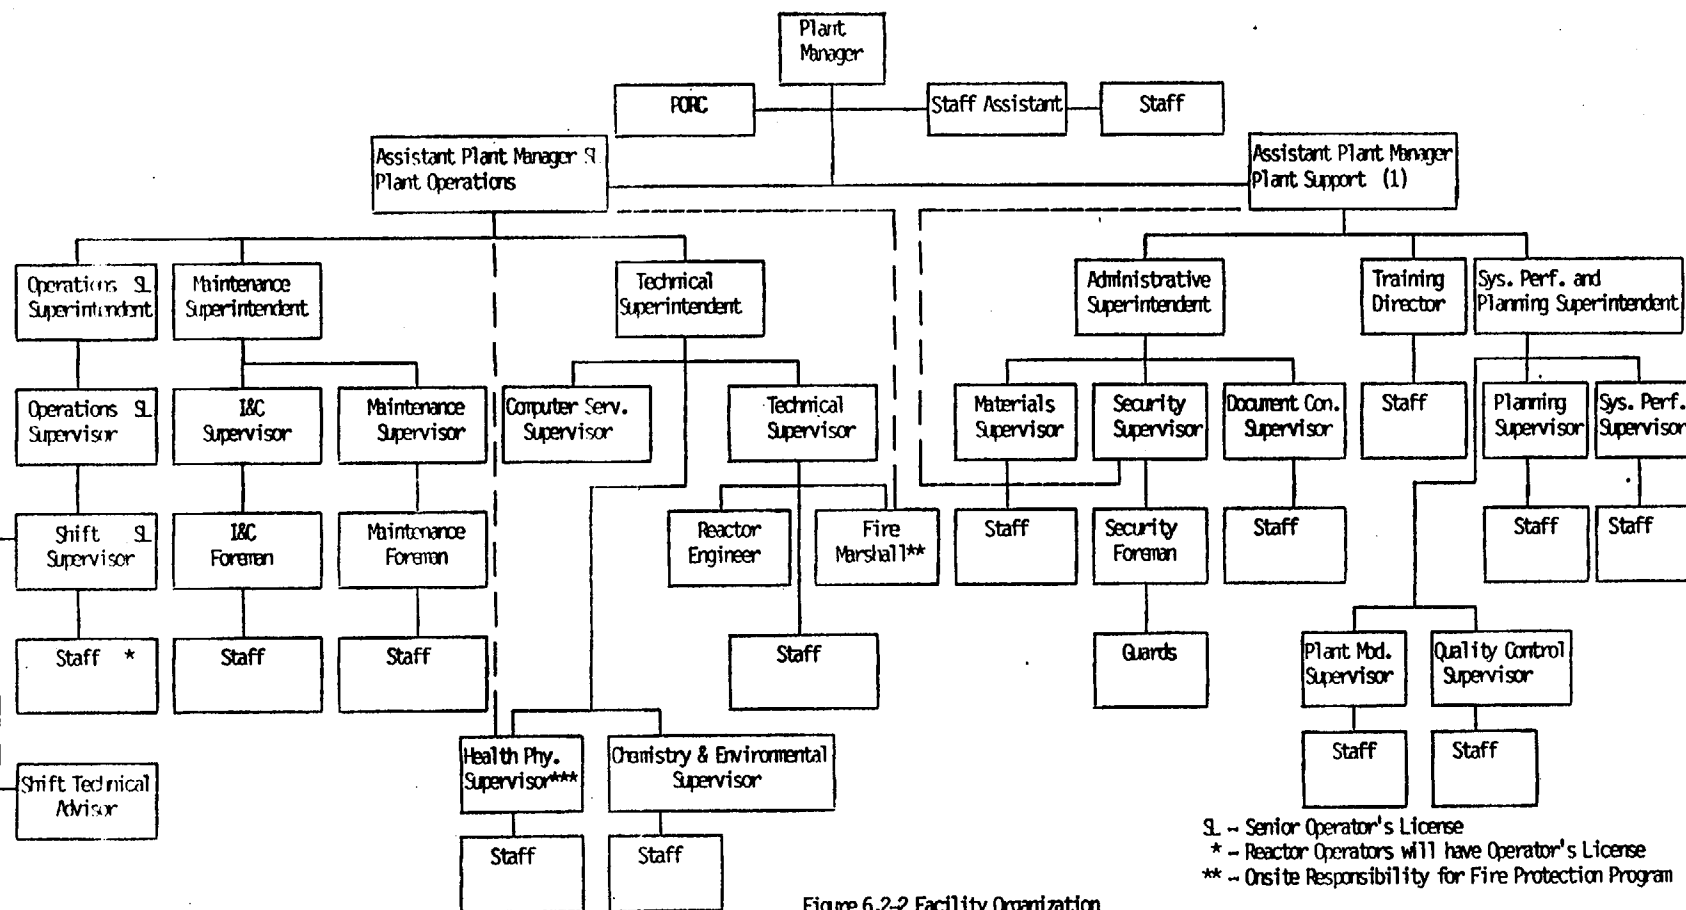 Plant
Manager
PORC
Staff Assistant
Staff
Assistant Plant Manager SL
Plant Operations
Assistant Plant Manager
Plant Support (1)
Operations SL
Superintendent
Maintenance
Superintendent
Technical
Superintendent
Administrative
Superintendent
Training
Director
Sys. Perf. and
Planning Superintendent
Operations SL
Supervisor
I&C
Supervisor
Maintenance
Supervisor
Computer Serv.
Supervisor
Technical
Supervisor
Materials
Supervisor
Security
Supervisor
Document Con.
Supervisor
Staff
Planning
Supervisor
Sys. Perf.
Supervisor
Shift SL
Supervisor
I&C
Foreman
Maintenance
Foreman
Reactor
Engineer
Fire
Marshall**
Staff
Security
Foreman
Staff
Staff
Staff
Staff *
Staff
Staff
Staff
Guards
Plant Mod.
Supervisor
Quality Control
Supervisor
Shift Technical
Advisor
Health Phy.
Supervisor***
Chemistry & Environmental
Supervisor
Staff
Staff
Staff
Staff
SL - Senior Operator's License
* - Reactor Operators will have Operator's License
** - Onsite Responsibility for Fire Protection Program
Figure 6.2-2 Facility Organization